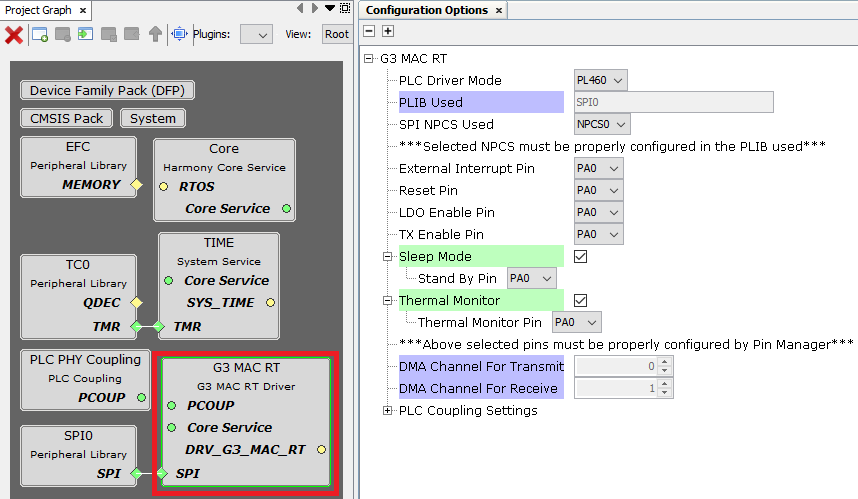 Project Graph ×
Plugins:
View: Root
Device Family Pack (DFP)
CMSIS Pack
System
EFC
Peripheral Library
MEMORY
Core
Harmony Core Service
RTOS
Core Service
TC0
Peripheral Library
QDEC
TMR
TIME
System Service
Core Service
SYS_TIME
TMR
PLC PHY Coupling
PLC Coupling
PCOUP
G3 MAC RT
G3 MAC RT Driver
PCOUP
Core Service
DRV_G3_MAC_RT
SPI
SPI0
Peripheral Library
SPI
Configuration Options ×
G3 MAC RT
PLC Driver Mode PL460
PLIB Used SPI0
SPI NPCS Used NPCS0
***Selected NPCS must be properly configured in the PLIB used***
External Interrupt Pin PA0
Reset Pin PA0
LDO Enable Pin PA0
TX Enable Pin PA0
Sleep Mode
Stand By Pin PA0
Thermal Monitor
Thermal Monitor Pin PA0
***Above selected pins must be properly configured by Pin Manager***
DMA Channel For Transmit 0
DMA Channel For Receive 1
PLC Coupling Settings